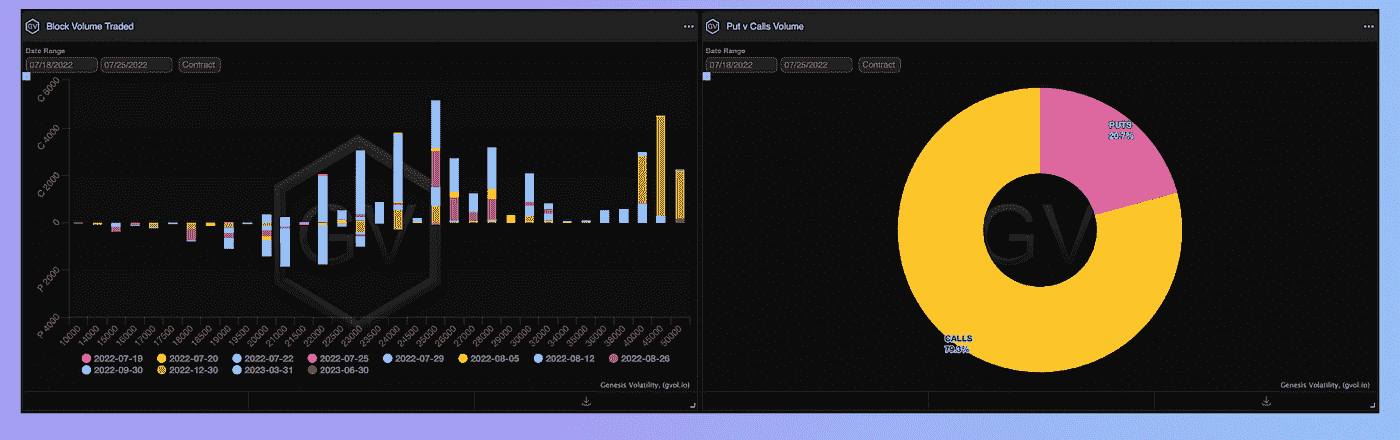 GV Block Volume Traded
Date Range
07/18/2022 07/25/2022 Contract
C 6000
C 4000
C 2000
0
P 2000
P 4000
GV
10000 14000 15000 16000 17000 17500 18000 18500 19000 19500 20000 21000 21500 22000 22500 23000 23500 24000 24500 25000 26000 27000 28000 29000 30000 32000 34000 35000 36000 38000 40000 45000 50000
2022-07-19 2022-07-20 2022-07-22 2022-07-25 2022-07-29 2022-08-05 2022-08-12 2022-08-26
2022-09-30 2022-12-30 2023-03-31 2023-06-30
Genesis Volatility, (gvol.io)
GV Put v Calls Volume
Date Range
07/18/2022 07/25/2022 Contract
PUTS
20.7%
GV
CALLS
79.3%
Genesis Volatility, (gvol.io)